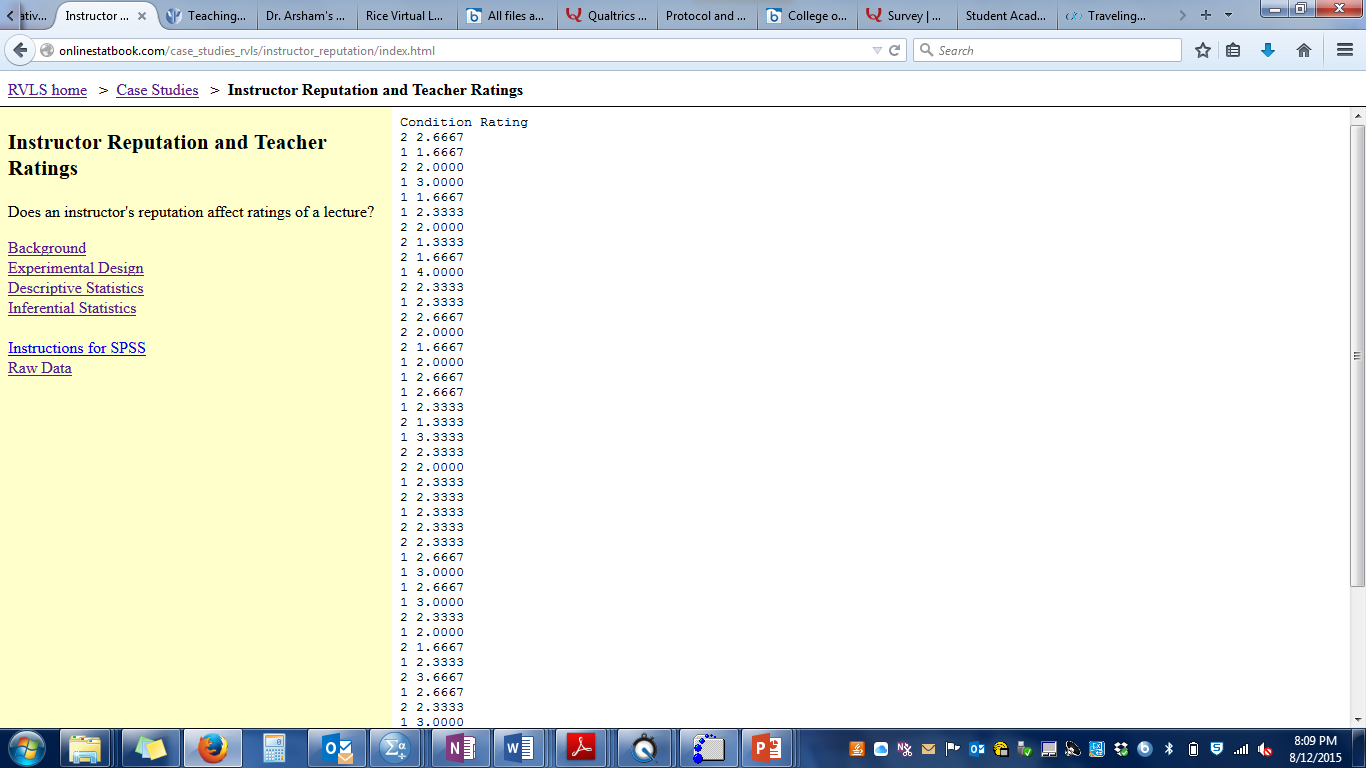 ativ...
Instructor ...
Teaching...
Dr. Arsham's ...
Rice Virtual L...
All files a...
Qualtrics ...
Protocol and ...
College o...
Survey | ...
Student Acad...
Traveling...
onlinestatbook.com/case_studies_rvls/instructor_reputation/index.html
Search
RVLS home > Case Studies > Instructor Reputation and Teacher Ratings
Instructor Reputation and Teacher
Ratings
Does an instructor's reputation affect ratings of a lecture?
Background
Experimental Design
Descriptive Statistics
Inferential Statistics
Instructions for SPSS
Raw Data
Condition Rating
2 2.6667
1 1.6667
2 2.0000
1 3.0000
1 1.6667
1 2.3333
2 2.0000
2 1.3333
2 1.6667
1 4.0000
2 2.3333
1 2.3333
2 2.6667
2 2.0000
2 1.6667
1 2.0000
1 2.6667
1 2.6667
1 2.3333
2 1.3333
1 3.3333
2 2.3333
2 2.0000
1 2.3333
2 2.3333
1 2.3333
2 2.3333
2 2.3333
1 2.6667
1 3.0000
1 2.6667
1 3.0000
2 2.3333
1 2.0000
2 1.6667
1 2.3333
2 3.6667
1 2.6667
2 2.3333
1 3.0000
8:09 PM
8/12/2015